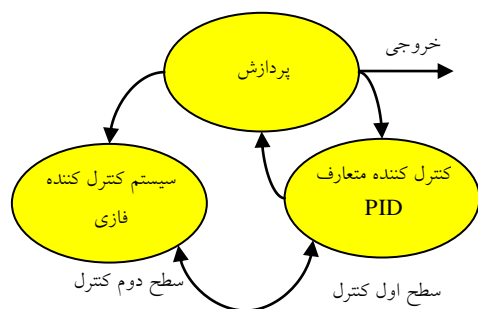 خروجی
پردازش
کنترل کننده متعارف
PID
سیستم کنترل کننده
فازی
سطح دوم کنترل
سطح اول کنترل